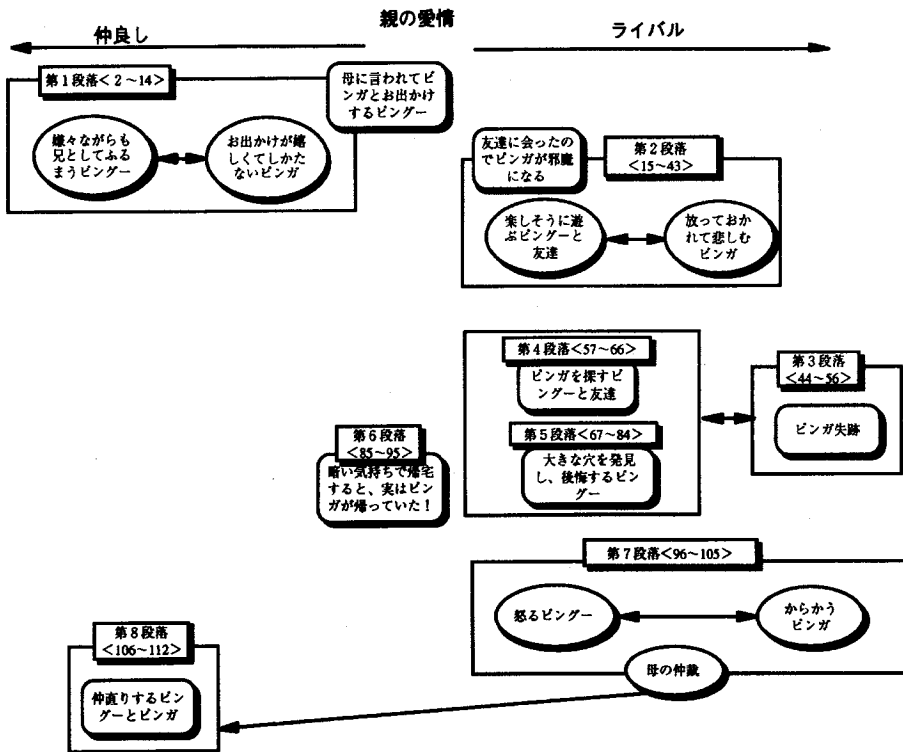 親の愛情
仲良し
ライバル
第1段落<2~14>
母に言われてビ
ンガとお出かけ
するピングー
嫌々ながらも
兄としてふる
まうピングー
お出かけが嬉
しくてしかた
ないピンガ
友達に会ったの
でピンガが邪魔
になる
第2段落
<15~43>
楽しそうに遊
ぶピングーと
友達
放ってお
かれて悲しむ
ピンガ
第4段落<57~66>
ピンガを探すピ
ングーと友達
第3段落
<44~56>
ピンガ失跡
第5段落<67~84>
大きな穴を発見
し、後悔するピ
ングー
第6段落
<85~95>
暗い気持ちで帰宅
すると、実はピン
ガが帰っていた!
第7段落<96~105>
怒るピングー
からかう
ピンガ
母の仲裁
第8段落
<106~112>
仲直りするピン
グーとピンガ